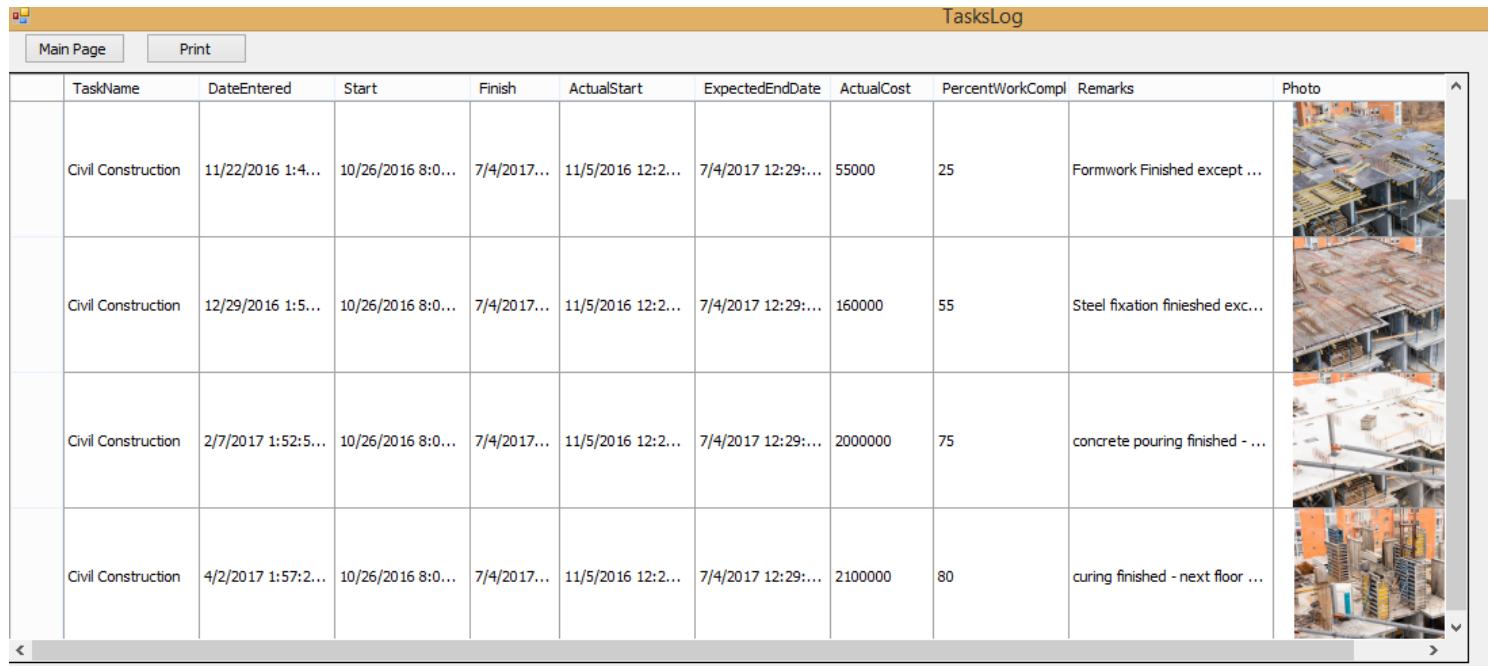 TasksLog
Main Page Print
TaskName DateEntered Start Finish ActualStart ExpectedEndDate ActualCost PercentWorkCompl Remarks Photo
Civil Construction 11/22/2016 1:4... 10/26/2016 8:0... 7/4/2017... 11/5/2016 12:2... 7/4/2017 12:29:... 55000 25 Formwork Finished except ...
Civil Construction 12/29/2016 1:5... 10/26/2016 8:0... 7/4/2017... 11/5/2016 12:2... 7/4/2017 12:29:... 160000 55 Steel fixation finieshed exc...
Civil Construction 2/7/2017 1:52:5... 10/26/2016 8:0... 7/4/2017... 11/5/2016 12:2... 7/4/2017 12:29:... 2000000 75 concrete pouring finished - ...
Civil Construction 4/2/2017 1:57:2... 10/26/2016 8:0... 7/4/2017... 11/5/2016 12:2... 7/4/2017 12:29:... 2100000 80 curing finished - next floor ...